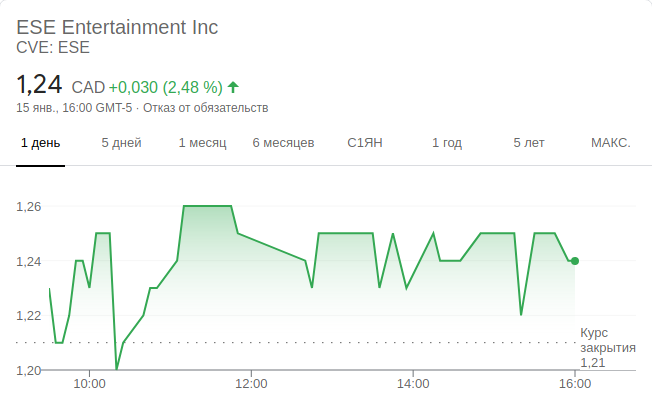 ESE Entertainment Inc
CVE: ESE
1,24 CAD +0,030 (2,48 %)
15 янв., 16:00 GMT-5 · Отказ от обязательств
1 день 5 дней 1 месяц 6 месяцев С1ЯН 1 год 5 лет МАКС.
1,26
1,24
1,22
Курс
закрытия
1,21
1,20
10:00 12:00 14:00 16:00